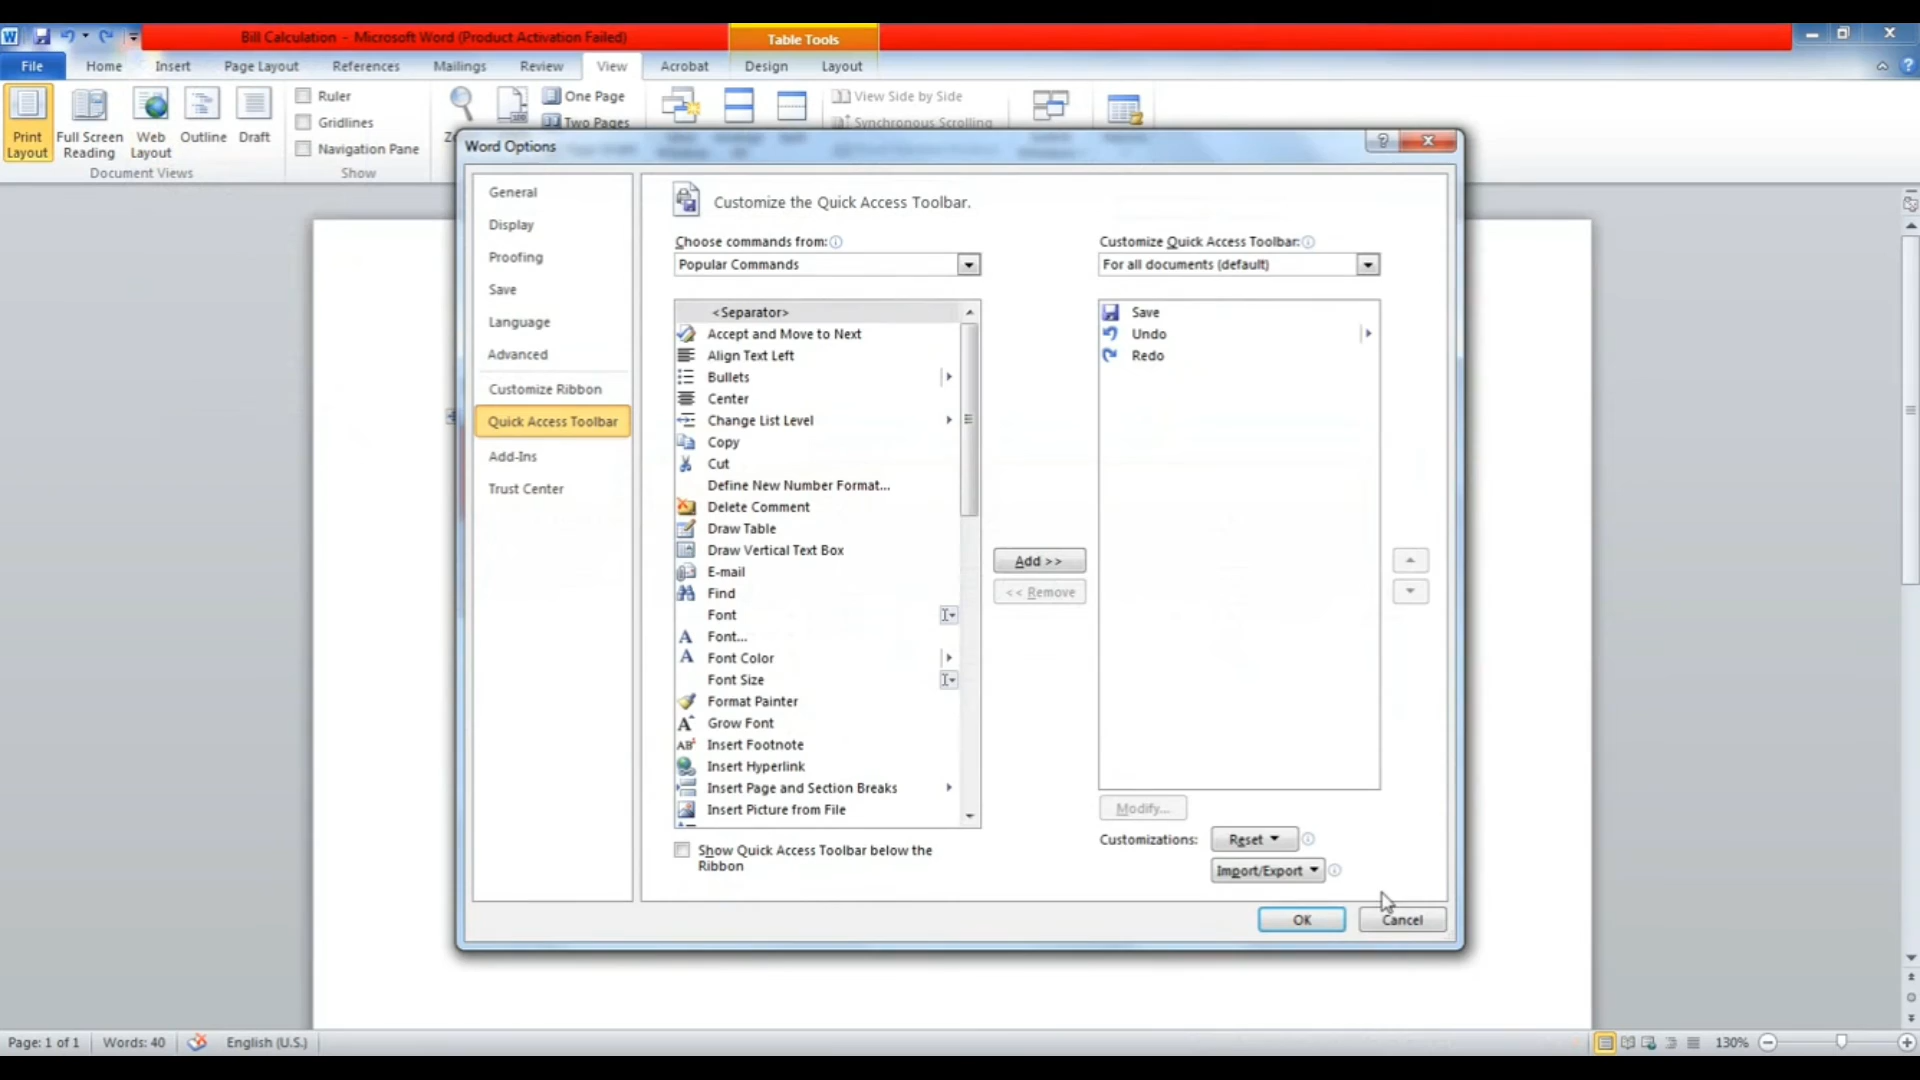 Bill Calculation - Microsoft Word (Product Activation Failed)
Table Tools
File
Home
Insert
Page Layout
References
Mailings
Review
View
Acrobat
Design
Layout
Print Layout
Full Screen Reading
Web Layout
Outline
Draft
Document Views
Ruler
Gridlines
Navigation Pane
Show
One Page
Two Pages
View Side by Side
Synchronous Scrolling
Word Options
General
Display
Proofing
Save
Language
Advanced
Customize Ribbon
Quick Access Toolbar
Add-Ins
Trust Center
Customize the Quick Access Toolbar.
Choose commands from:
Popular Commands
<Separator>
Accept and Move to Next
Align Text Left
Bullets
Center
Change List Level
Copy
Cut
Define New Number Format...
Delete Comment
Draw Table
Draw Vertical Text Box
E-mail
Find
Font
Font...
Font Color
Font Size
Format Painter
Grow Font
Insert Footnote
Insert Hyperlink
Insert Page and Section Breaks
Insert Picture from File
Show Quick Access Toolbar below the
Ribbon
Add >>
<< Remove
Customize Quick Access Toolbar:
For all documents (default)
Save
Undo
Redo
Modify...
Customizations:
Reset
Import/Export
OK
Cancel
Page: 1 of 1
Words: 40
English (U.S.)
130%